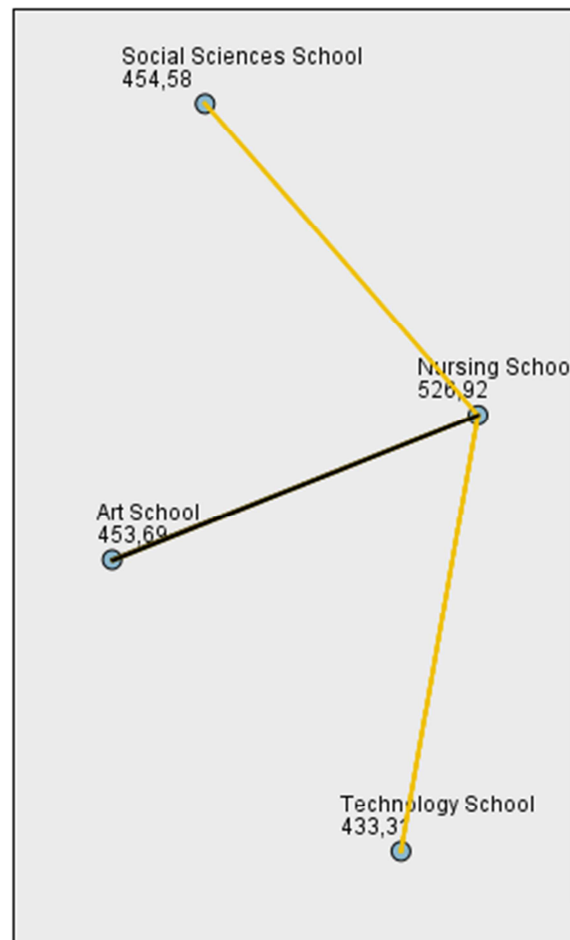 Social Sciences School
454,58
Nursing School
526,92
Art School
453,69
Technology School
433,31